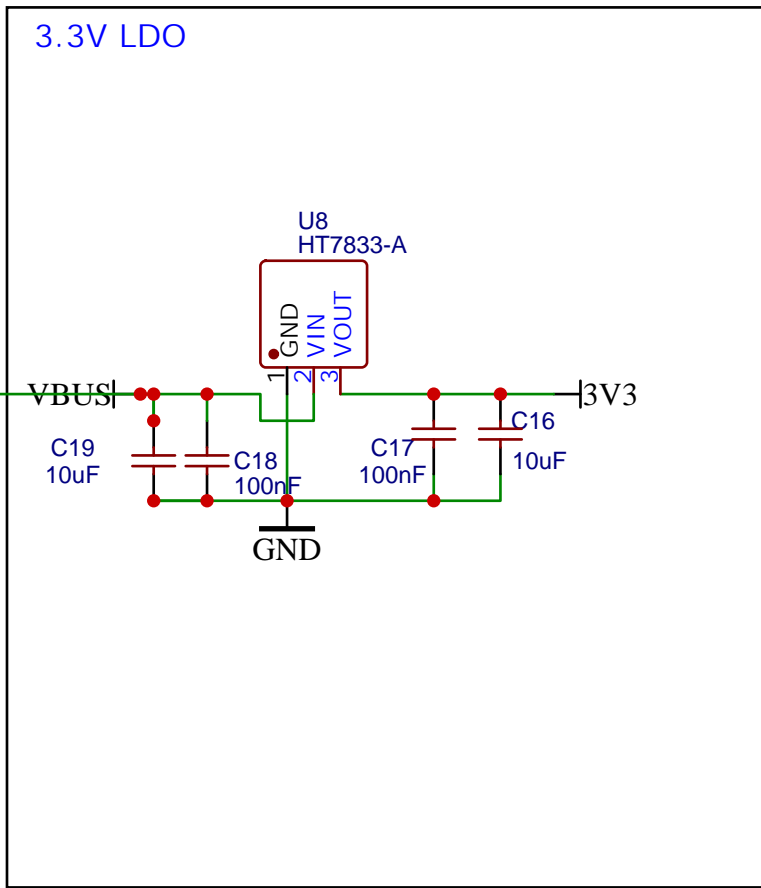 3.3V LDO
U8
HT7833-A
GND
VIN
VOUT
1
2
3
VBUS
3V3
C19
10uF
C18
100nF
C17
100nF
C16
10uF
GND